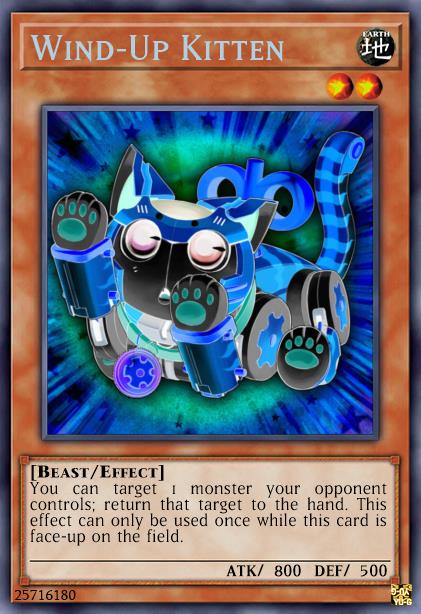 WIND-UP KITTEN
EARTH
地
[BEAST/EFFECT]
You can target 1 monster your opponent
controls; return that target to the hand. This
effect can only be used once while this card is
face-up on the field.
ATK/ 800 DEF/ 500
25716180